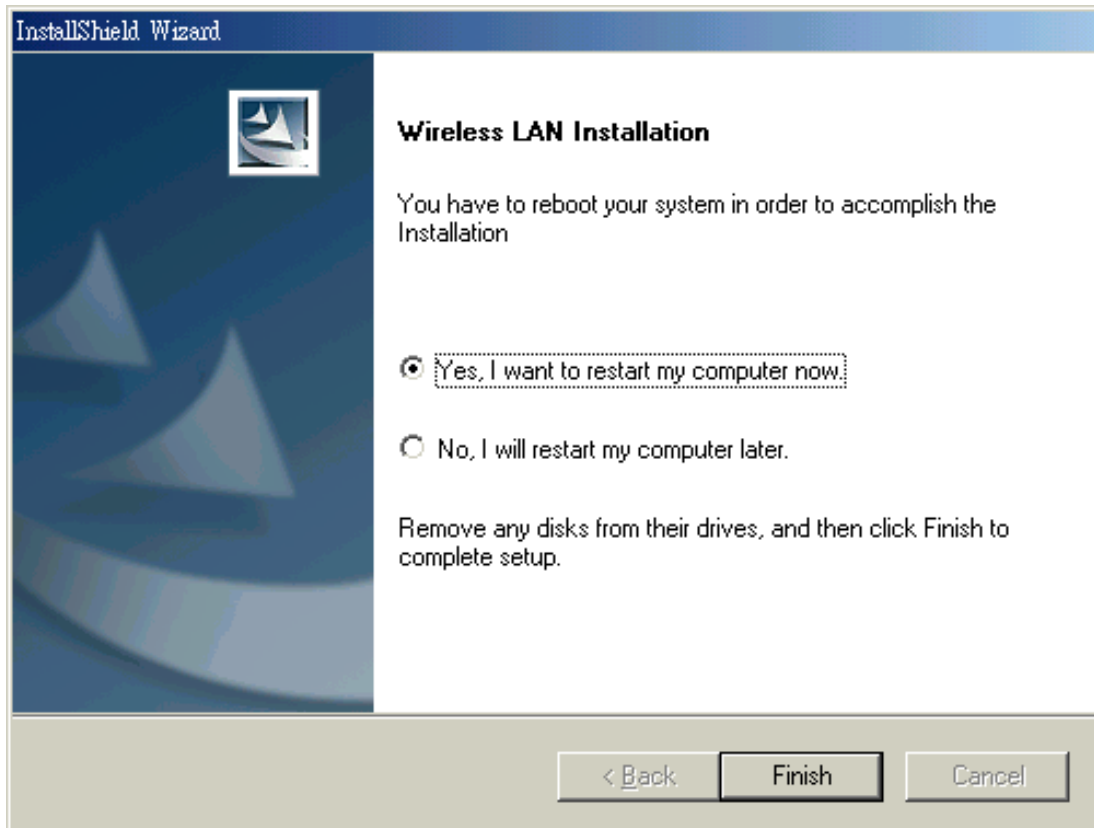 InstallShield Wizard
Wireless LAN Installation
You have to reboot your system in order to accomplish the
Installation
Yes, I want to restart my computer now.
No, I will restart my computer later.
Remove any disks from their drives, and then click Finish to
complete setup.
< Back
Finish
Cancel